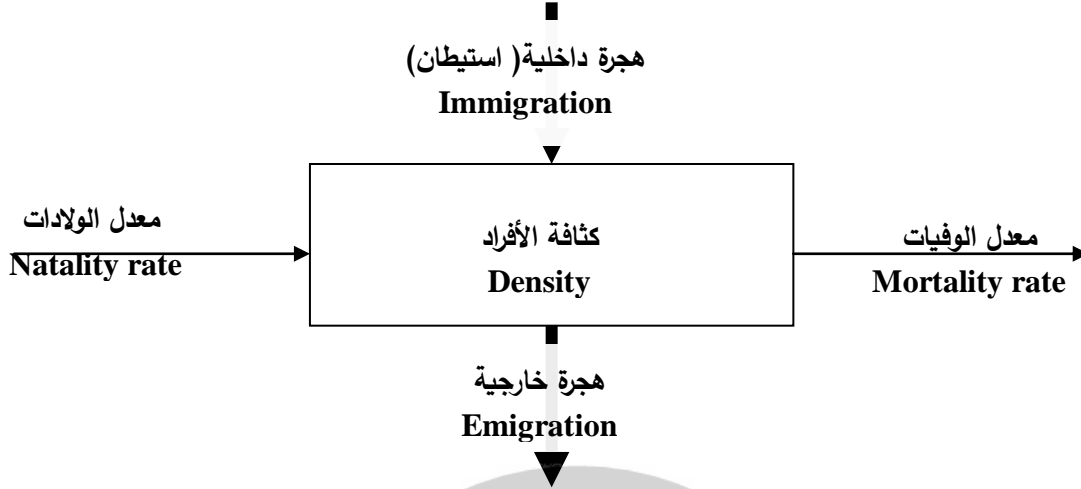 هجرة داخلية( استيطان)
Immigration
معدل الولادات
Natality rate
كثافة الأفراد
Density
معدل الوفيات
Mortality rate
هجرة خارجية
Emigration